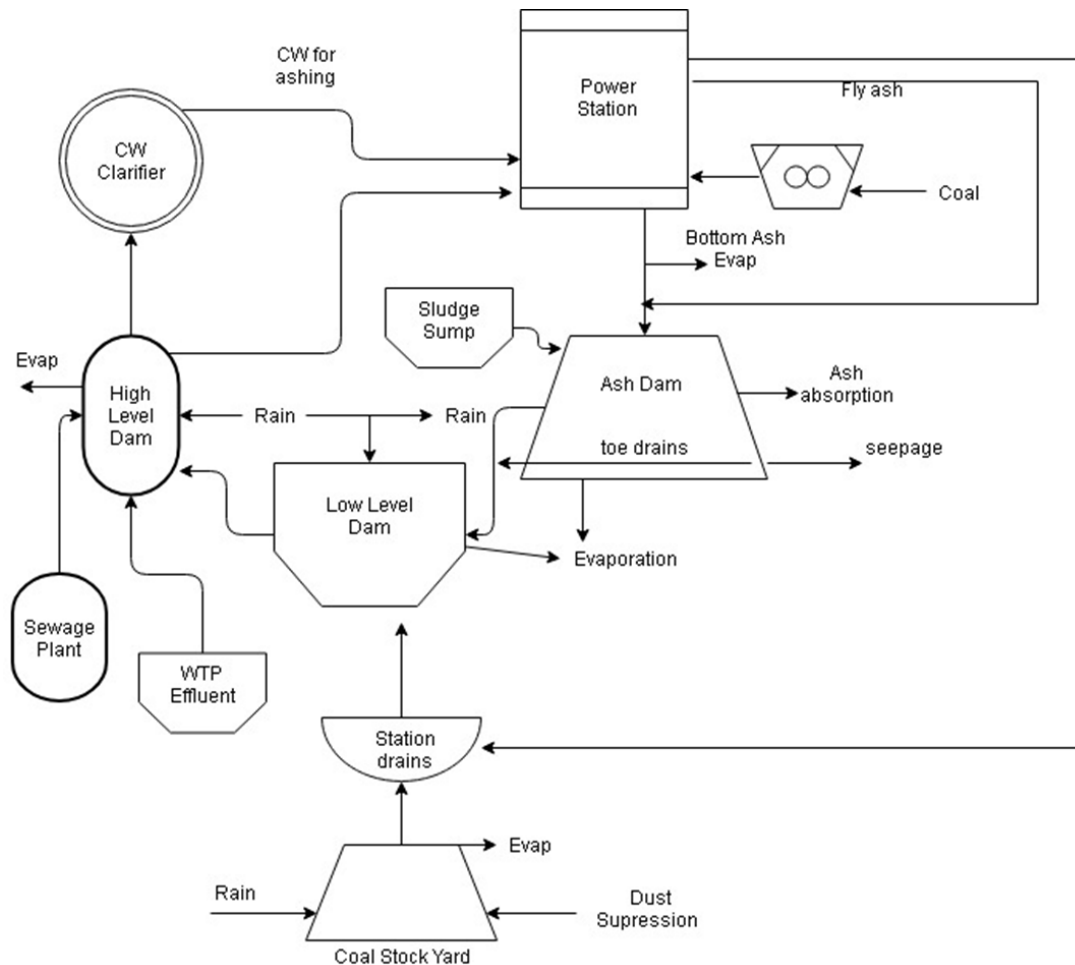 CW for
ashing
Power
Station
Fly ash
CW
Clarifier
Coal
Bottom Ash
Evap
Sludge
Sump
Evap
High
Level
Dam
Ash Dam
Ash
absorption
Rain
Rain
toe drains
seepage
Low Level
Dam
Evaporation
Sewage
Plant
WTP
Effluent
Station
drains
Evap
Rain
Dust
Supression
Coal Stock Yard